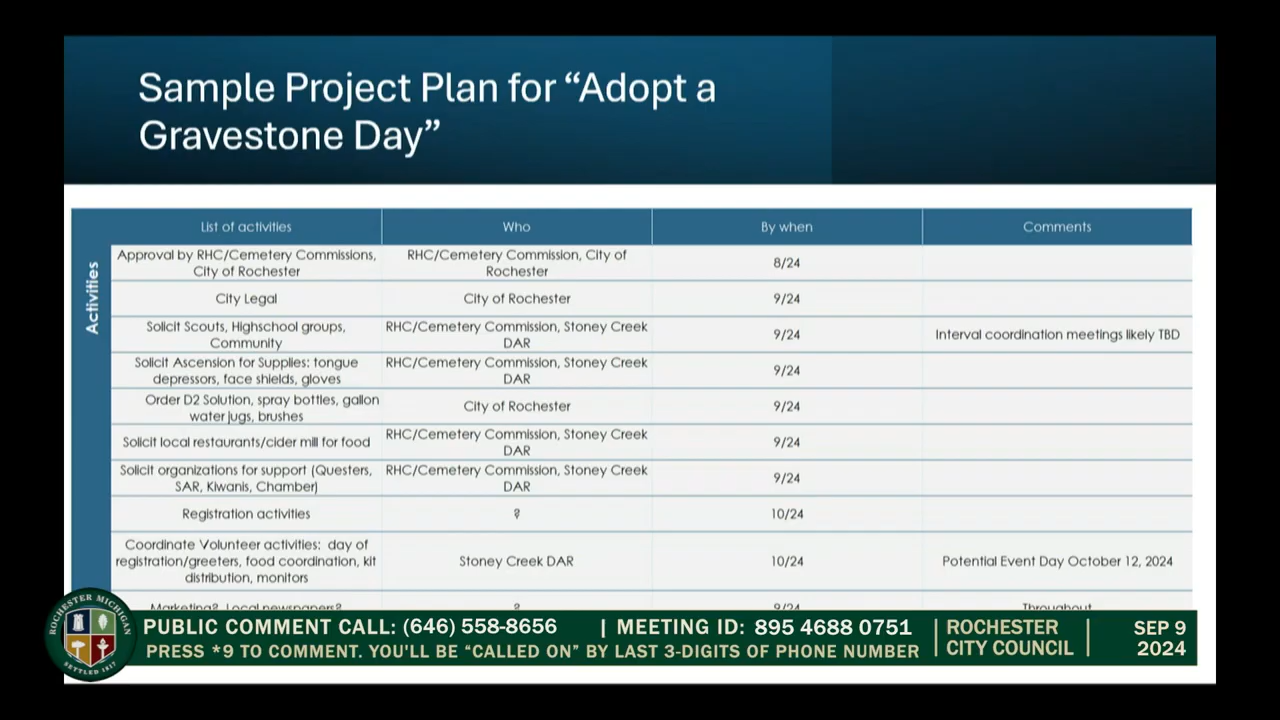 Sample Project Plan for “Adopt a
Gravestone Day”
Activities
List of activities
Who
By when
Comments
Approval by RHC/Cemetery Commissions,
City of Rochester
RHC/Cemetery Commission, City of
Rochester
8/24
City Legal
City of Rochester
9/24
Solicit Scouts, Highschool groups,
Community
RHC/Cemetery Commission, Stoney Creek
DAR
9/24
Interval coordination meetings likely TBD
Solicit Ascension for Supplies: tongue
depressors, face shields, gloves
RHC/Cemetery Commission, Stoney Creek
DAR
9/24
Order D2 Solution, spray bottles, gallon
water jugs, brushes
City of Rochester
9/24
Solicit local restaurants/cider mill for food
RHC/Cemetery Commission, Stoney Creek
DAR
9/24
Solicit organizations for support (Questers,
SAR, Kiwanis, Chamber)
RHC/Cemetery Commission, Stoney Creek
DAR
9/24
Registration activities
?
10/24
Coordinate Volunteer activities: day of
registration/greeters, food coordination, kit
distribution, monitors
Stoney Creek DAR
10/24
Potential Event Day October 12, 2024
Marketing? Local newspapers?
?
9/24
Throughout
ROCHESTER MICHIGAN
SETTLED 1817
PUBLIC COMMENT CALL: (646) 558-8656 | MEETING ID: 895 4688 0751
PRESS *9 TO COMMENT. YOU'LL BE “CALLED ON” BY LAST 3-DIGITS OF PHONE NUMBER
ROCHESTER
CITY COUNCIL
SEP 9
2024